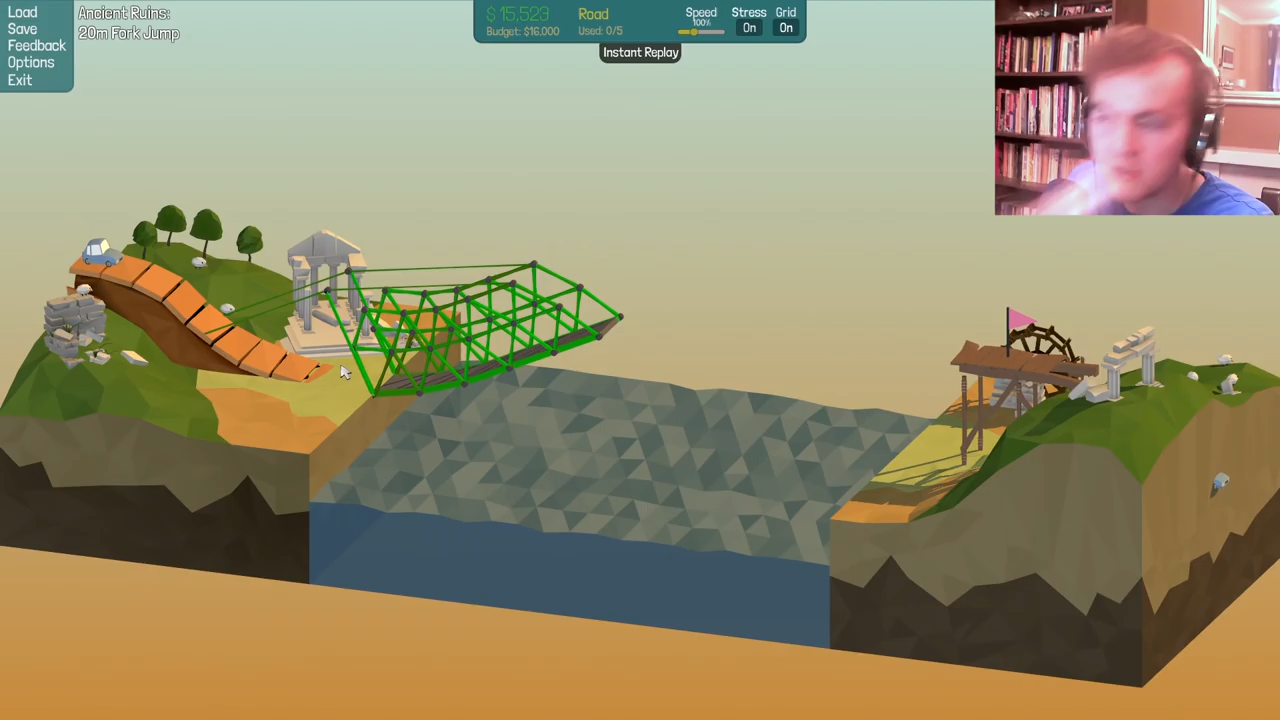 Load
Save
Feedback
Options
Exit
Ancient Ruins:
20m Fork Jump
$ 15,523
Budget: $16.000
Road
Used: 0/5
Speed
100%
Stress
On
Grid
On
Instant Replay